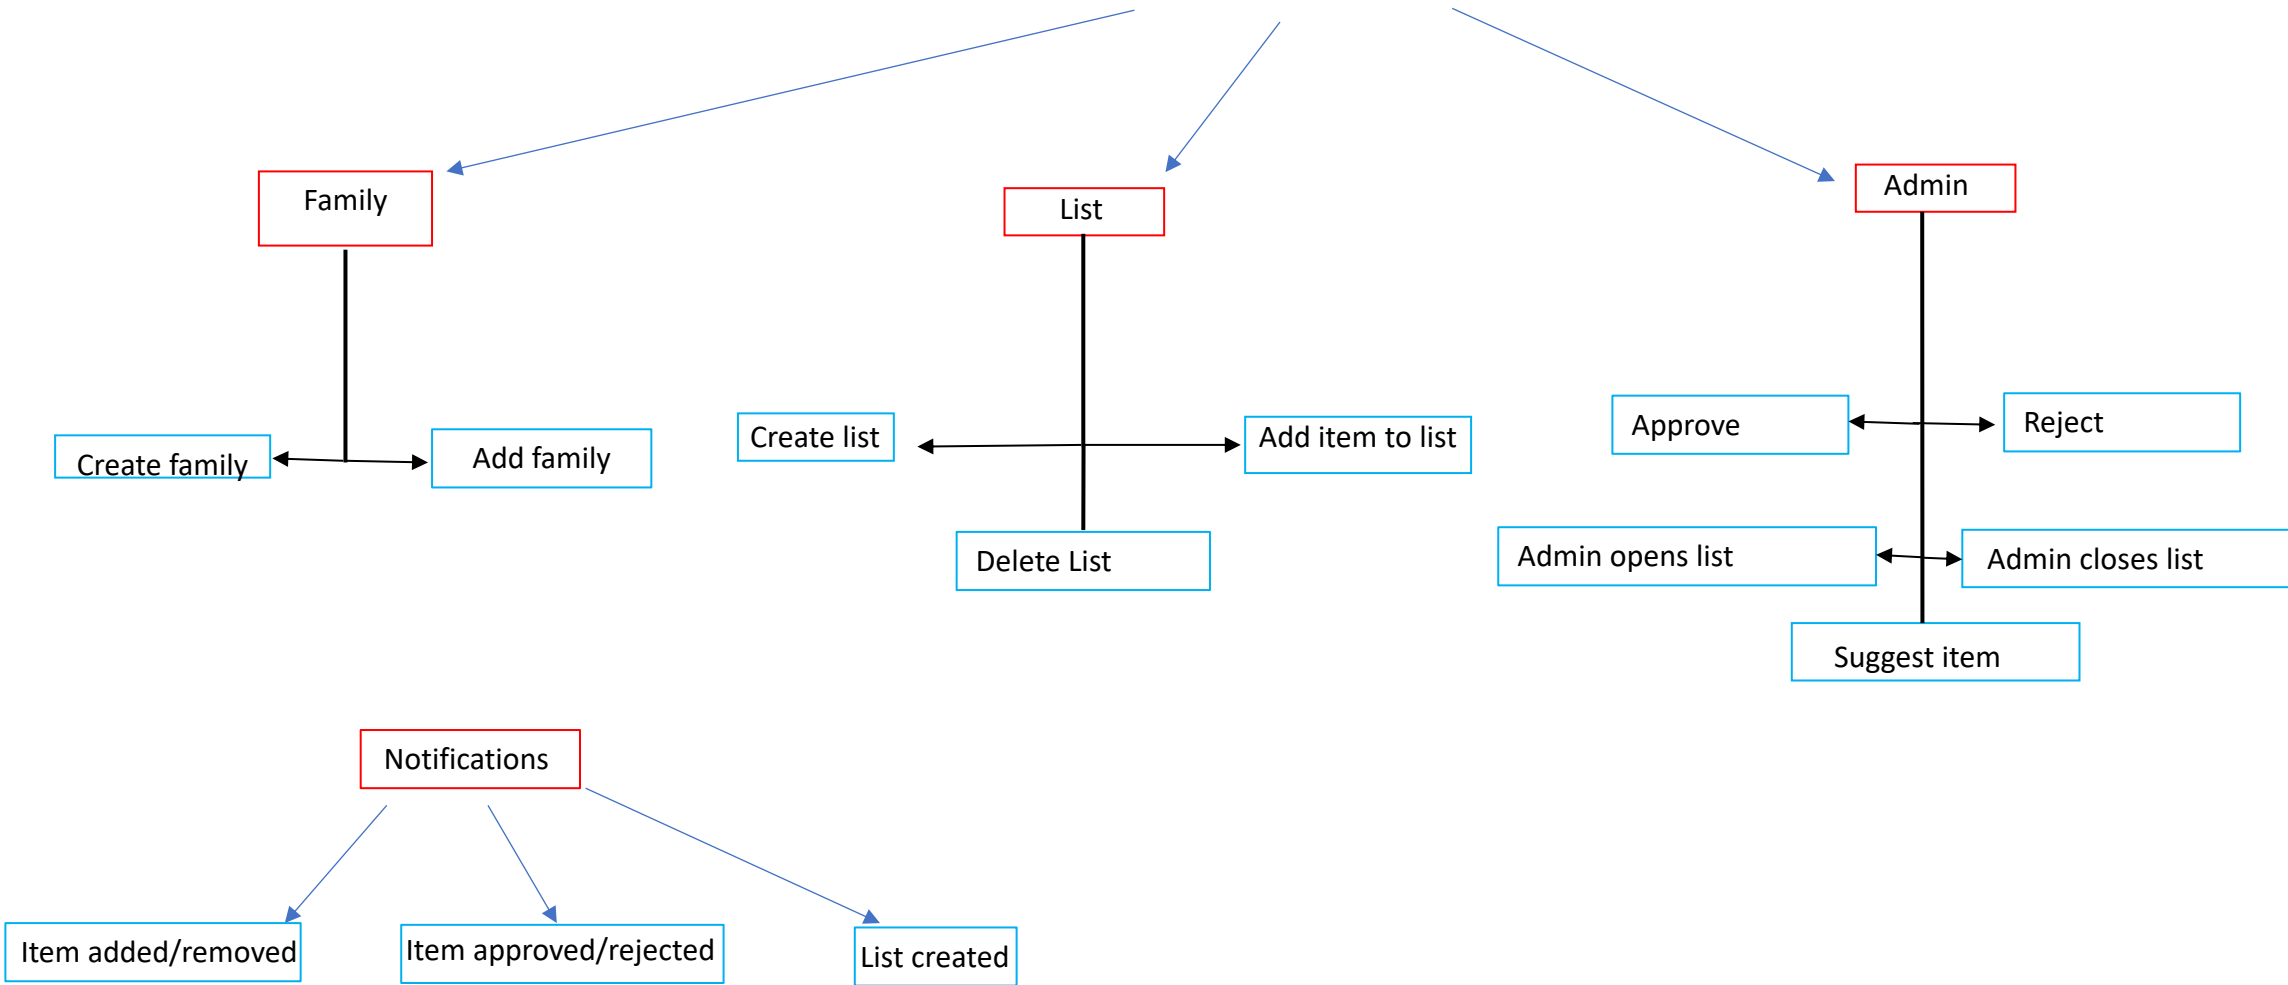 Family
List
Admin
Create family
Add family
Create list
Add item to list
Delete List
Approve
Reject
Admin opens list
Admin closes list
Suggest item
Notifications
Item added/removed
Item approved/rejected
List created